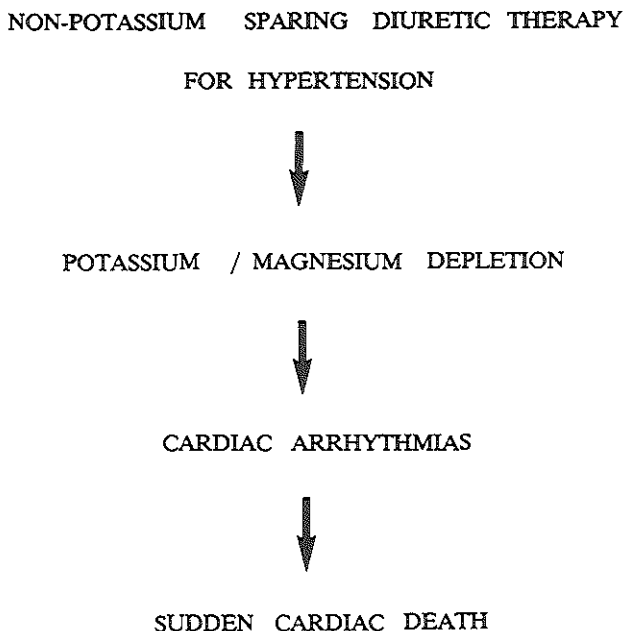 NON-POTASSIUM SPARING DIURETIC THERAPY
FOR HYPERTENSION
POTASSIUM / MAGNESIUM DEPLETION
CARDIAC ARRHYTHMIAS
SUDDEN CARDIAC DEATH